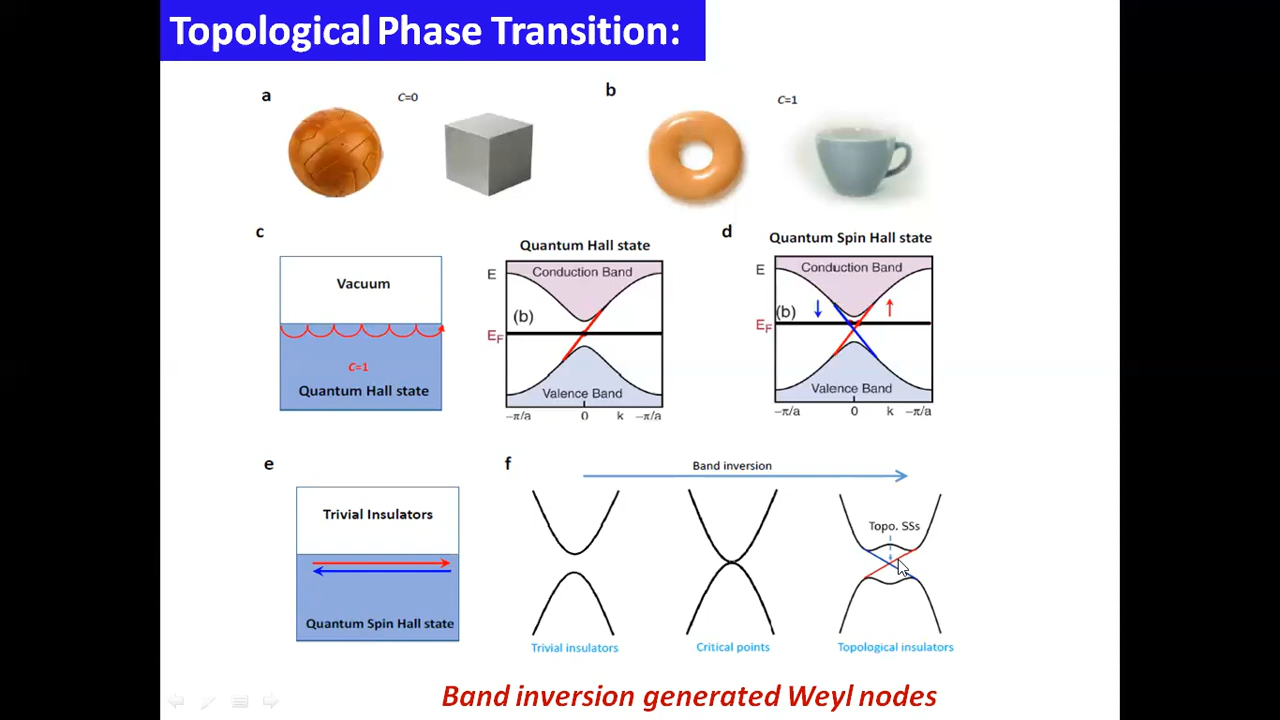 Topological Phase Transition:
a
C=0
b
C=1
c
Vacuum
C=1
Quantum Hall state
Quantum Hall state
E
Conduction Band
(b)
EF
Valence Band
−π/a
0
k
−π/a
d
Quantum Spin Hall state
E
Conduction Band
(b)
EF
Valence Band
−π/a
0
k
−π/a
e
Trivial Insulators
Quantum Spin Hall state
f
Band inversion
Topo. SSs
Trivial insulators
Critical points
Topological insulators
Band inversion generated Weyl nodes